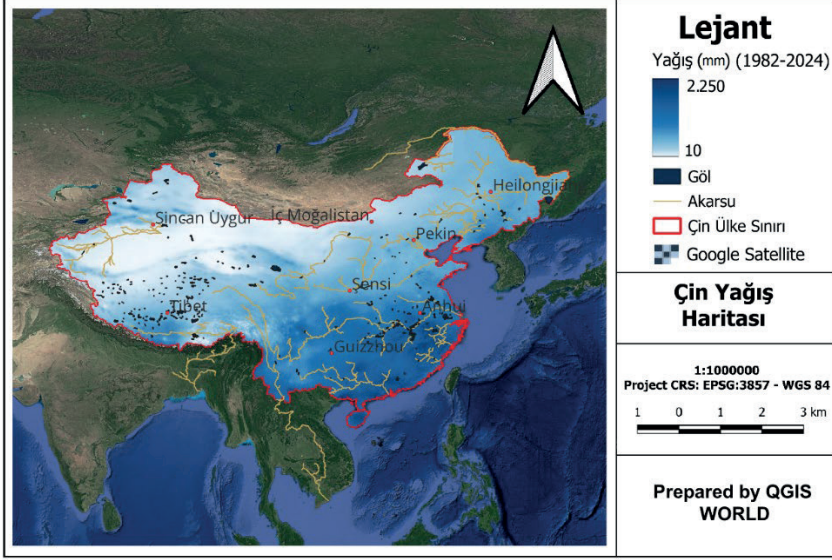 Heilongjiang
Sincan Uygur
İç Moğalistan
Pekin
Şensi
Anhui
Tibet
Guizzhou
Lejant
Yağış (mm) (1982-2024)
2.250
10
Göl
Akarsu
Çin Ülke Sınırı
Google Satellite
Çin Yağış
Haritası
1:1000000
Project CRS: EPSG:3857 - WGS 84
1 0 1 2 3 km
Prepared by QGIS
WORLD